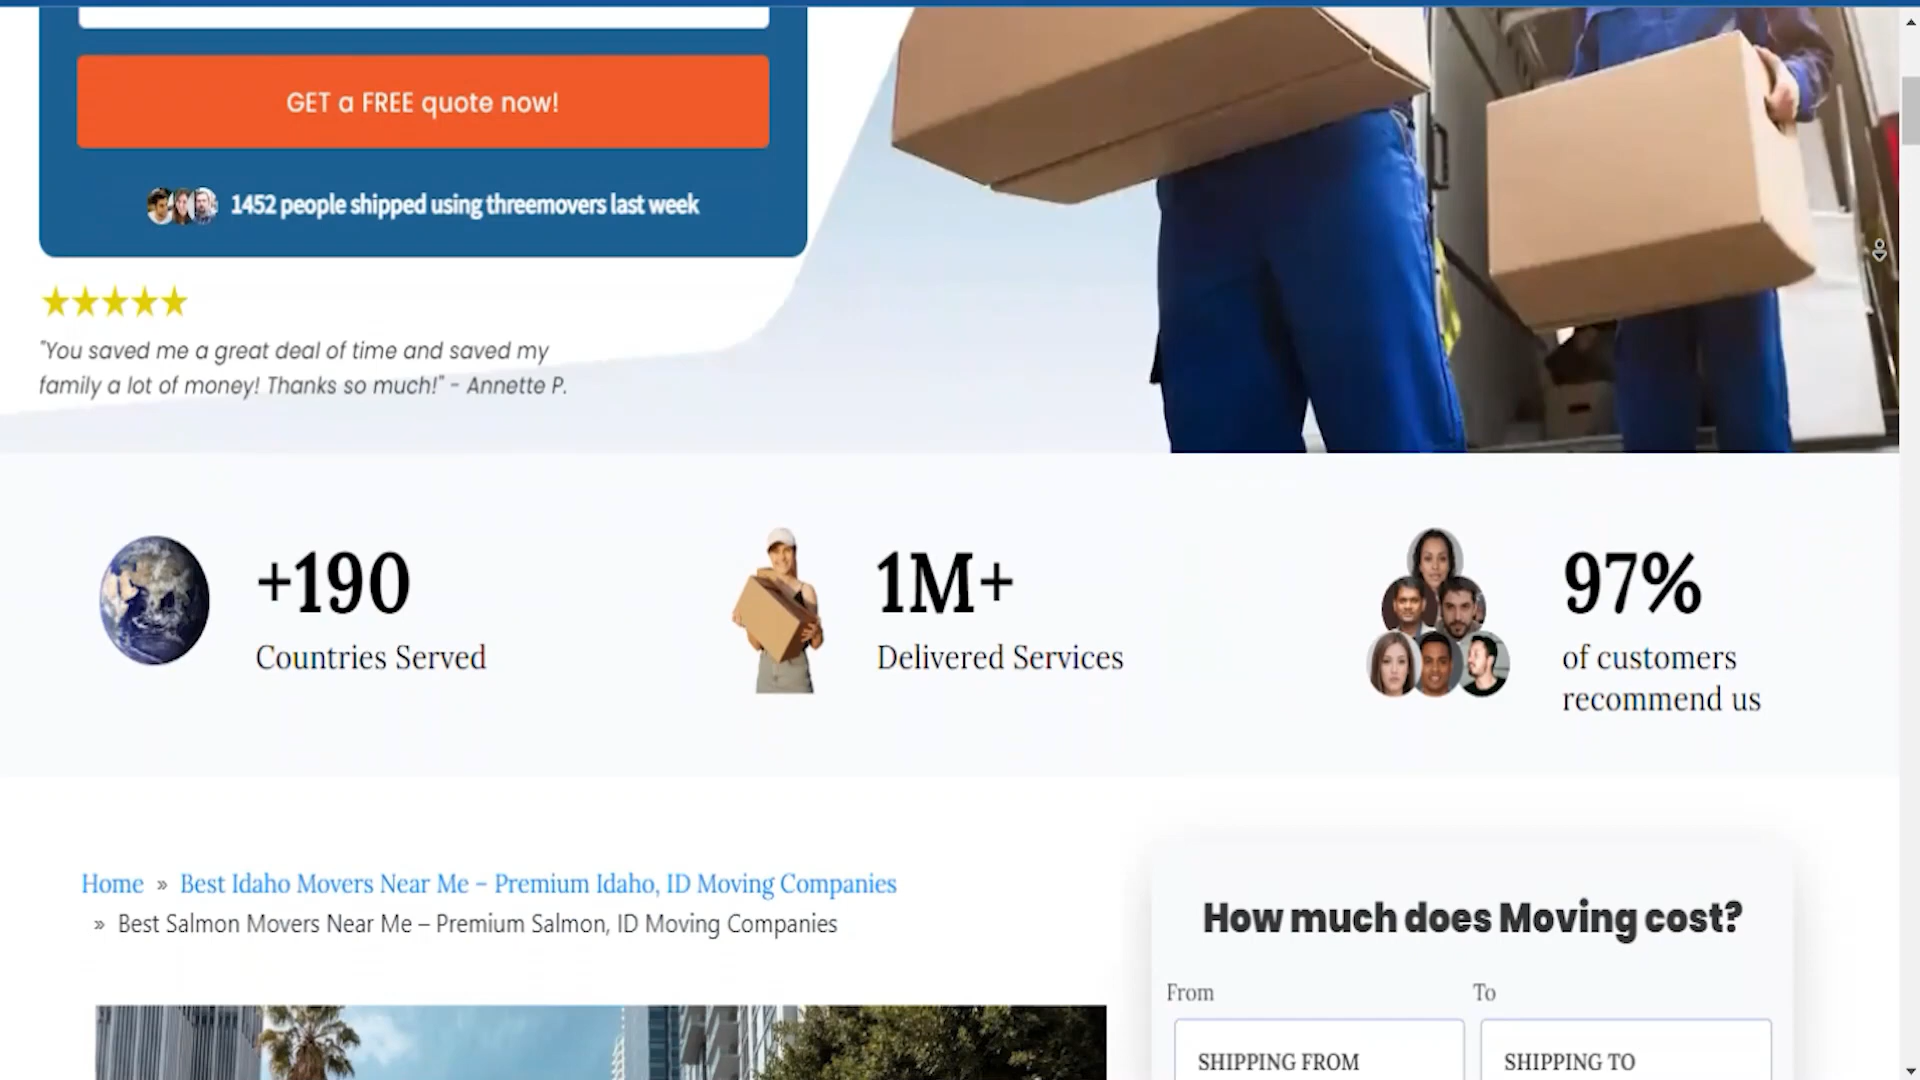 GET a FREE quote now!
1452 people shipped using threemovers last week
★★★★★
"You saved me a great deal of time and saved my
family a lot of money! Thanks so much!" - Annette P.
+190
Countries Served
1M+
Delivered Services
97%
of customers
recommend us
Home » Best Idaho Movers Near Me – Premium Idaho, ID Moving Companies
» Best Salmon Movers Near Me – Premium Salmon, ID Moving Companies
How much does Moving cost?
From To
SHIPPING FROM SHIPPING TO